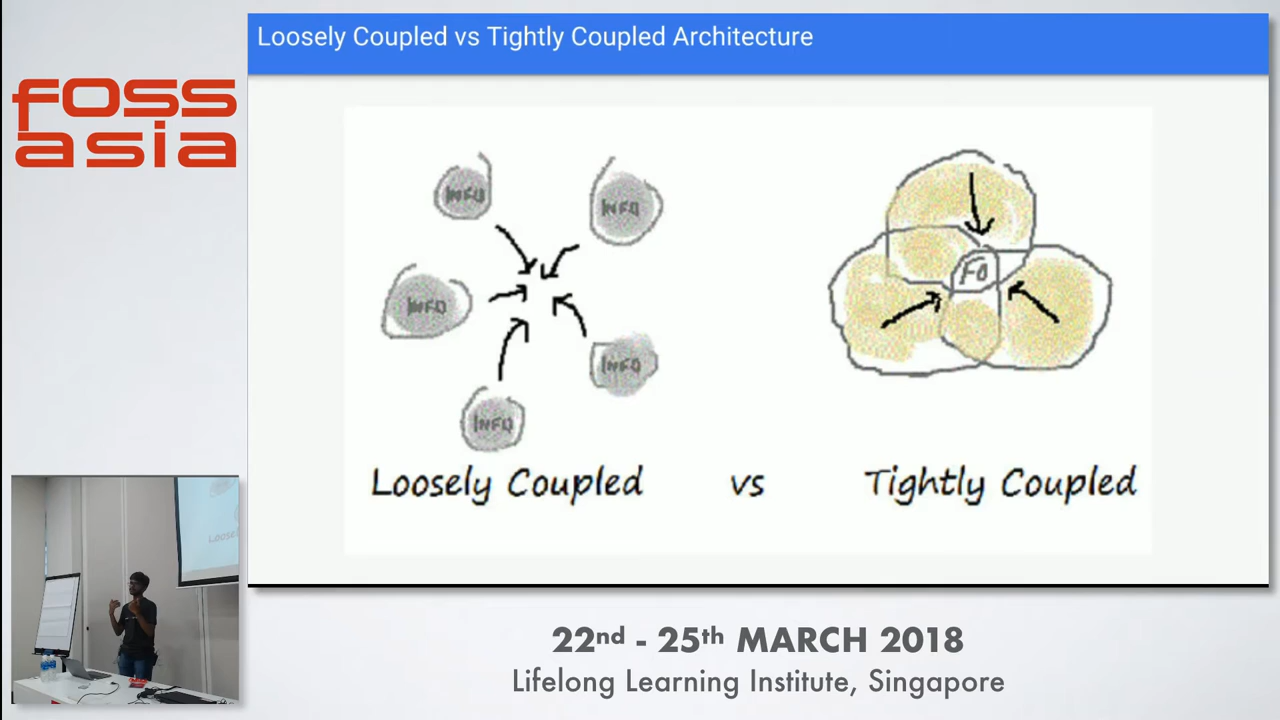 Loosely Coupled vs Tightly Coupled Architecture
foss
asia
INFO
INFO
INFO
INFO
INFO
FO
Loosely Coupled vs Tightly Coupled
22nd - 25th MARCH 2018
Lifelong Learning Institute, Singapore